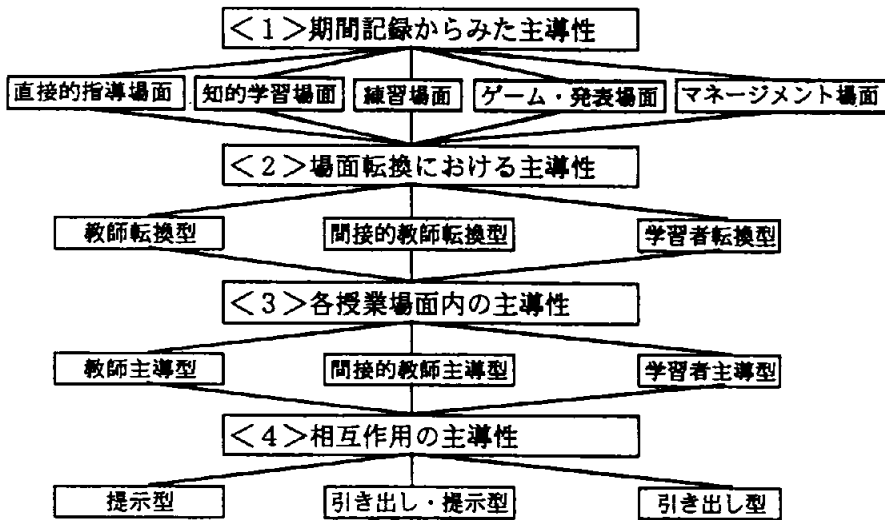 <1>期間記録からみた主導性
直接的指導場面 知的学習場面 練習場面 ゲーム・発表場面 マネージメント場面
<2>場面転換における主導性
教師転換型 間接的教師転換型 学習者転換型
<3>各授業場面内の主導性
教師主導型 間接的教師主導型 学習者主導型
<4>相互作用の主導性
提示型 引き出し・提示型 引き出し型